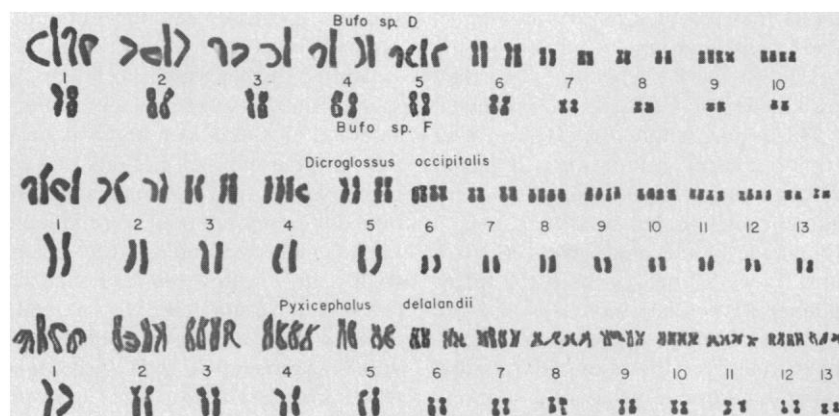 Bufo sp. D
1 2 3 4 5 6 7 8 9 10
Bufo sp. F
Dicroglossus occipitalis
1 2 3 4 5 6 7 8 9 10 11 12 13
Pyxicephalus delalandii
1 2 3 4 5 6 7 8 9 10 11 12 13